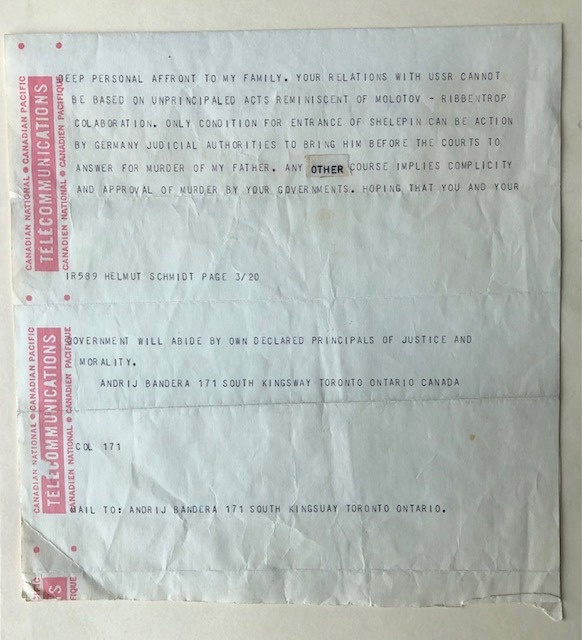 DEEP PERSONAL AFFRONT TO MY FAMILY. YOUR RELATIONS WITH USSR CANNOT
BE BASED ON UNPRINCIPALED ACTS REMINISCENT OF MOLOTOV - RIBBENTROP
COLABORATION. ONLY CONDITION FOR ENTRANCE OF SHELEPIN CAN BE ACTION
BY GERMANY JUDICIAL AUTHORITIES TO BRING HIM BEFORE THE COURTS TO
ANSWER FOR MURDER OF MY FATHER. ANY OTHER COURSE IMPLIES COMPLICITY
AND APPROVAL OF MURDER BY YOUR GOVERNMENTS. HOPING THAT YOU AND YOUR
IR589 HELMUT SCHMIDT PAGE 3/20
GOVERNMENT WILL ABIDE BY OWN DECLARED PRINCIPALS OF JUSTICE AND
MORALITY.
ANDRIJ BANDERA 171 SOUTH KINGSWAY TORONTO ONTARIO CANADA
COL 171
MAIL TO: ANDRIJ BANDERA 171 SOUTH KINGSUAY TORONTO ONTARIO.
CANADIAN NATIONAL CANADIAN PACIFIC
TELECOMMUNICATIONS
CANADIEN NATIONAL CANADIEN PACIFIQUE
CANADIAN NATIONAL CANADIAN PACIFIC
TELECOMMUNICATIONS
CANADIEN NATIONAL CANADIEN PACIFIQUE